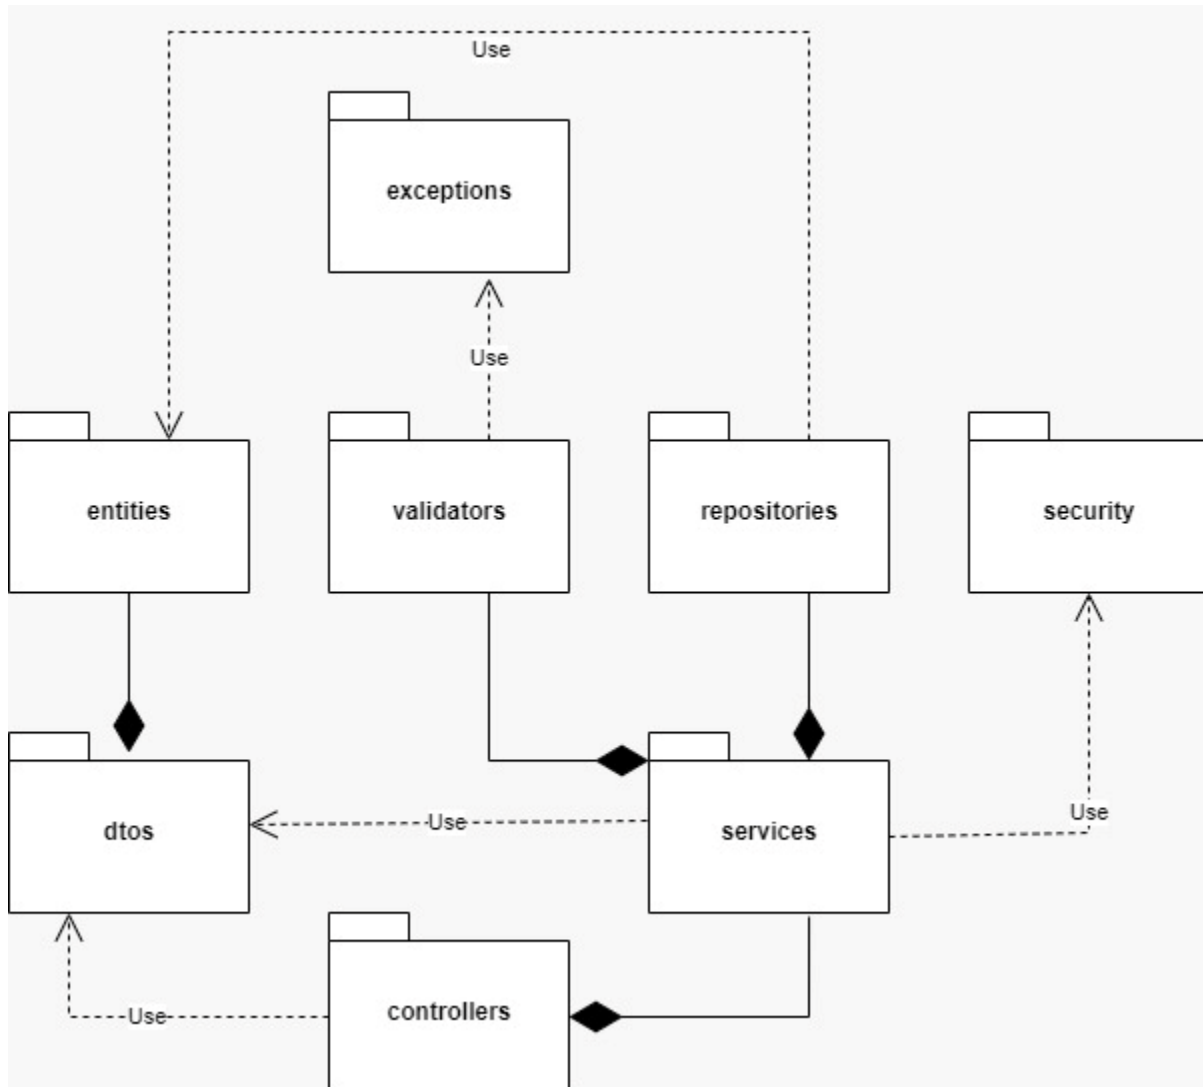 Use
exceptions
Use
entities
validators
repositories
security
dtos
Use
services
Use
Use
controllers